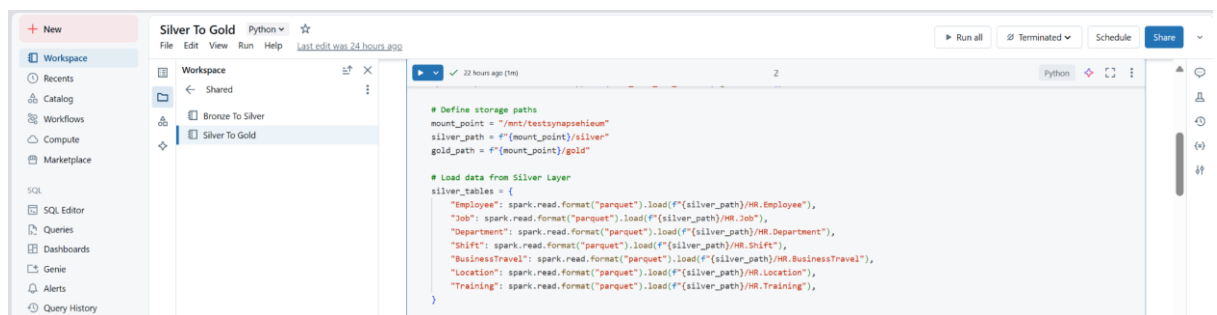 New
Workspace
Recents
Catalog
Workflows
Compute
Marketplace
SQL
SQL Editor
Queries
Dashboards
Genie
Alerts
Query History
Silver To Gold Python
File Edit View Run Help Last edit was 24 hours ago
Run all Terminated Schedule Share
Workspace
Shared
Bronze To Silver
Silver To Gold
22 hours ago (1m) 2 Python
# Define storage paths
mount_point = "/mnt/testsynapsehieum"
silver_path = f"{mount_point}/silver"
gold_path = f"{mount_point}/gold"
# Load data from Silver Layer
silver_tables = {
"Employee": spark.read.format("parquet").load(f"{silver_path}/HR.Employee"),
"Job": spark.read.format("parquet").load(f"{silver_path}/HR.Job"),
"Department": spark.read.format("parquet").load(f"{silver_path}/HR.Department"),
"Shift": spark.read.format("parquet").load(f"{silver_path}/HR.Shift"),
"BusinessTravel": spark.read.format("parquet").load(f"{silver_path}/HR.BusinessTravel"),
"Location": spark.read.format("parquet").load(f"{silver_path}/HR.Location"),
"Training": spark.read.format("parquet").load(f"{silver_path}/HR.Training"),
}